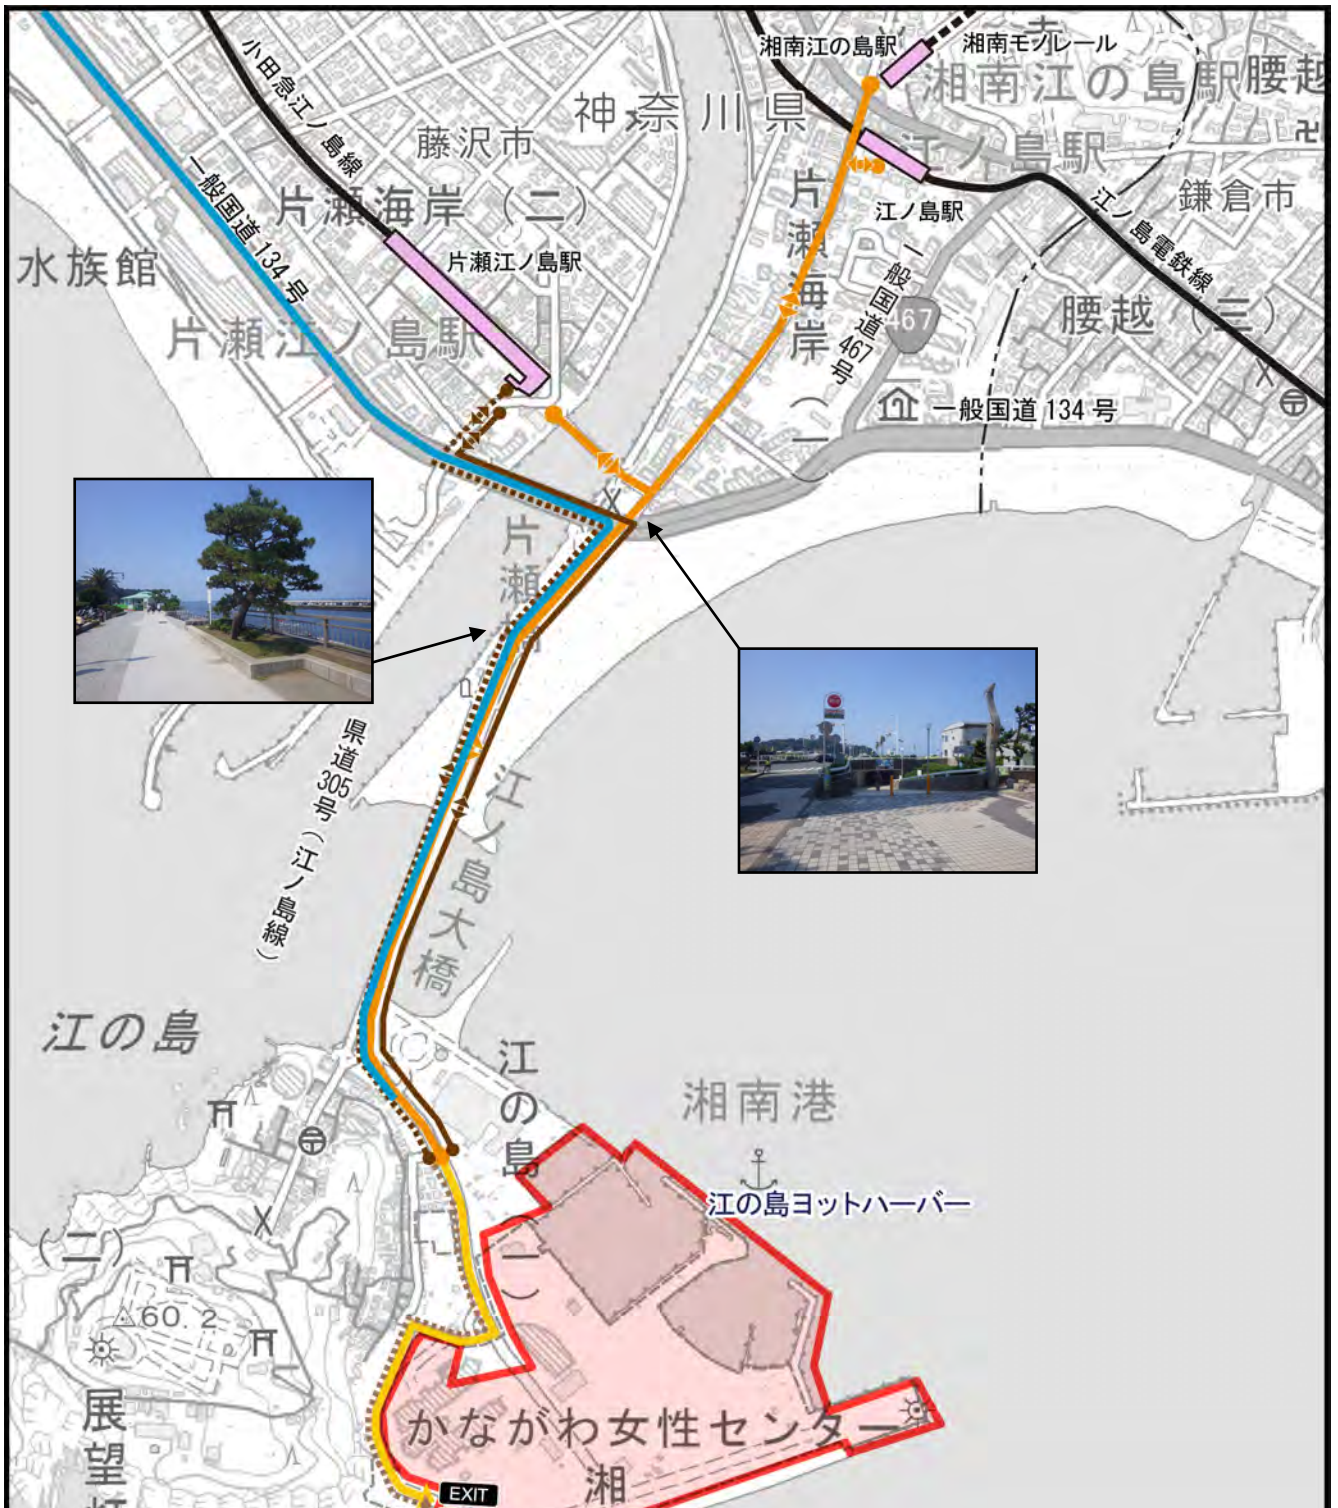 湘南江の島駅
湘南モノレール
小田急江ノ島線
神奈川県
湘南江の島駅
腰越
藤沢市
江ノ島駅
卍
一般国道134号
片瀬海岸(二)
片瀬海岸(一)
江ノ島駅
江ノ島電鉄線
鎌倉市
水族館
片瀬江ノ島駅
一般国道467号
467
腰越(三)
片瀬江ノ島駅
一般国道134号
片瀬
県道305号(江ノ島線)
江ノ島大橋
江の島
江の島(一)
湘南港
江の島ヨットハーバー
(二)
60.2
展望
かながわ女性センター
湘
EXIT